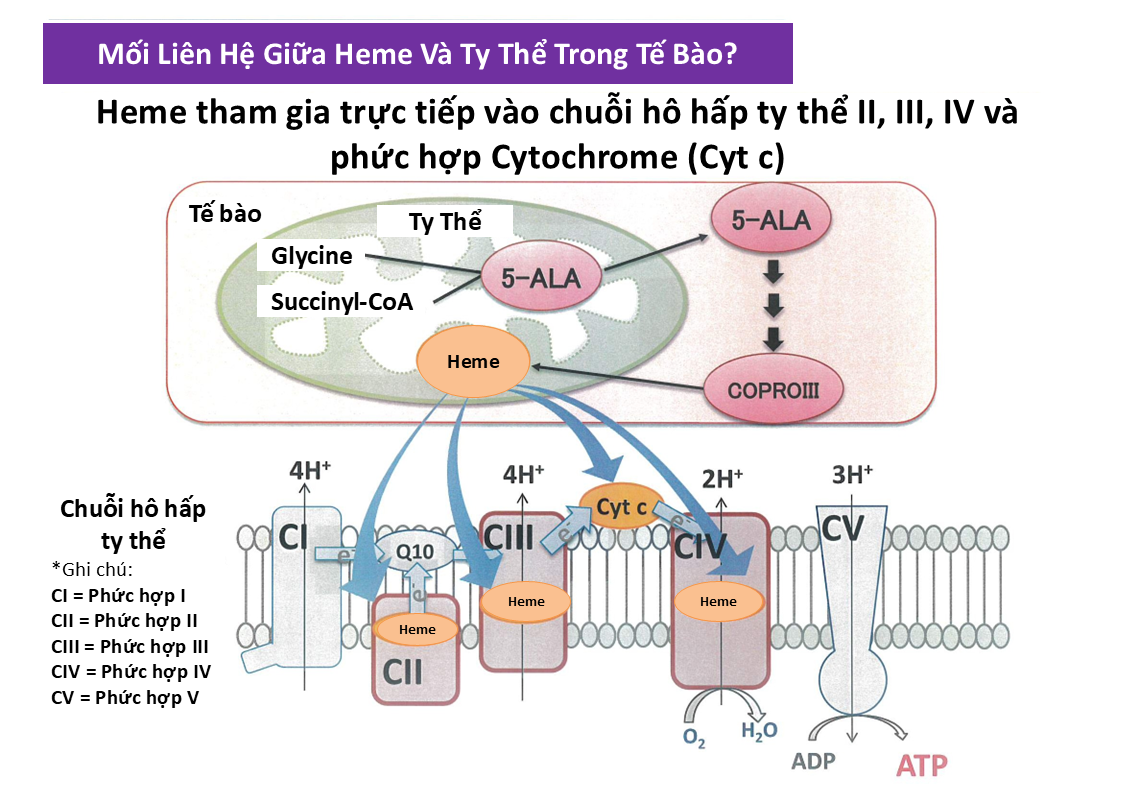 Mối Liên Hệ Giữa Heme Và Ty Thể Trong Tế Bào?
Heme tham gia trực tiếp vào chuỗi hô hấp ty thể II, III, IV và
phức hợp Cytochrome (Cyt c)
Tế bào
Ty Thể
5-ALA
Glycine
5-ALA
Succinyl-CoA
Heme
COPROIII
4H⁺
4H⁺
2H⁺
3H⁺
Chuỗi hô hấp
ty thể
*Ghi chú:
CI = Phức hợp I
CII = Phức hợp II
CIII = Phức hợp III
CIV = Phức hợp IV
CV = Phức hợp V
CI
e⁻
Q10
e⁻
CIII
e⁻
Cyt c
e⁻
CIV
CV
Heme
Heme
Heme
CII
O₂
H₂O
ADP
ATP